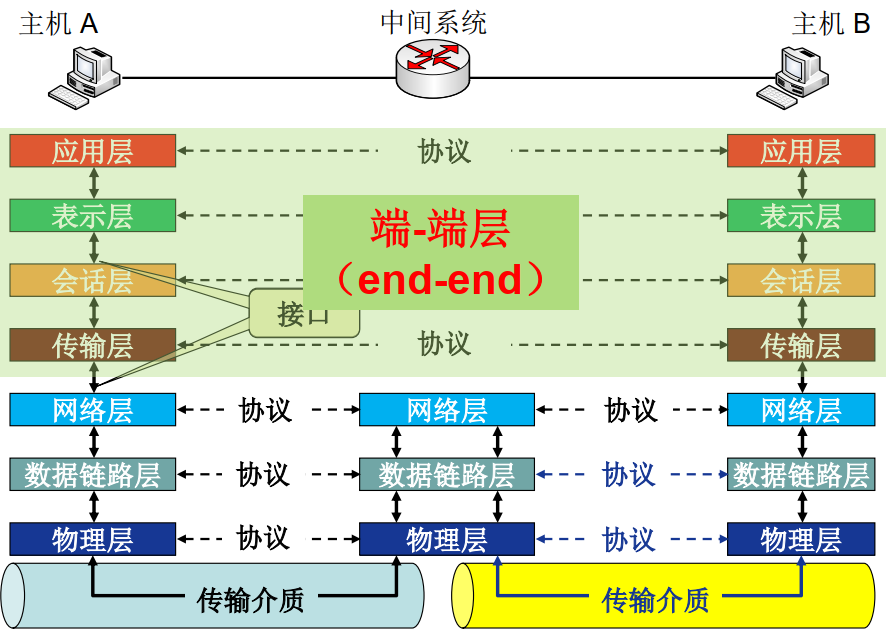 主机 A
中间系统
主机 B
应用层
协议
应用层
表示层
表示层
端-端层
（end-end）
会话层
会话层
接口
传输层
协议
传输层
网络层
协议
网络层
协议
网络层
数据链路层
协议
数据链路层
协议
数据链路层
物理层
协议
物理层
协议
物理层
传输介质
传输介质